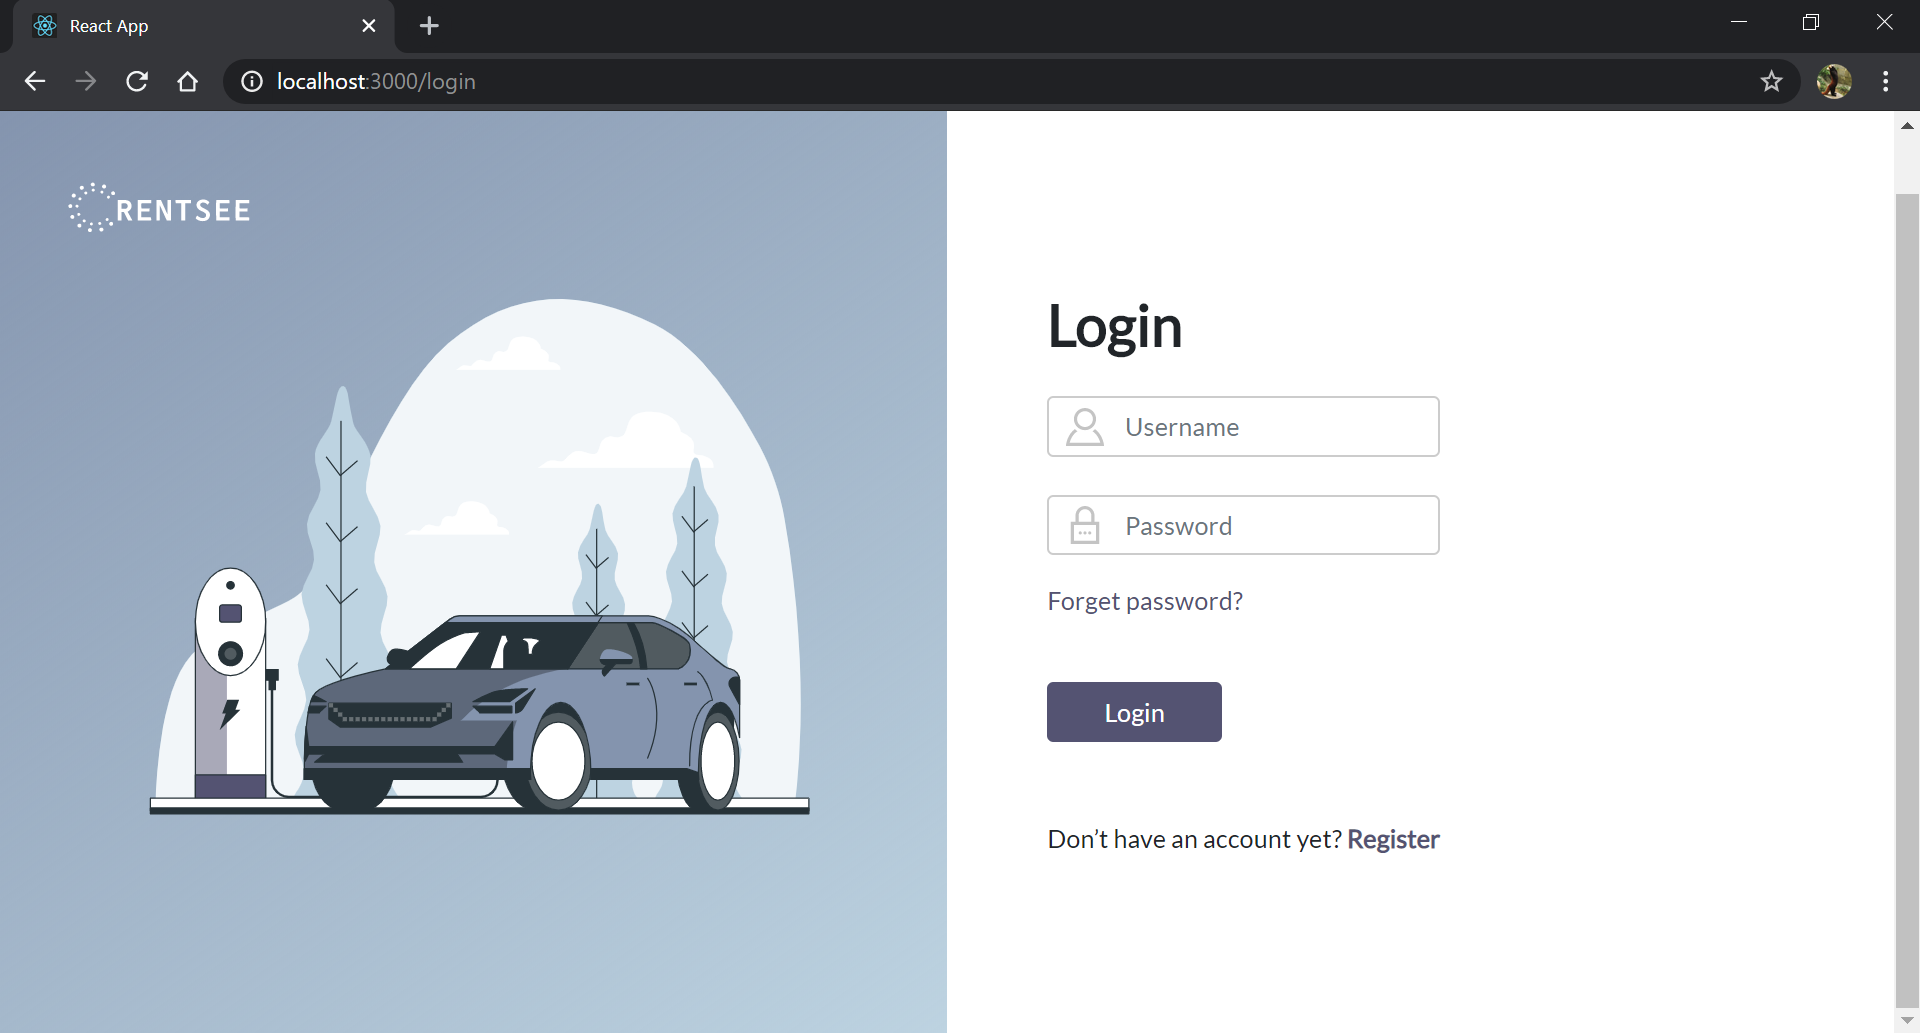 React App
localhost:3000/login
RENTSEE
Login
Username
Password
Forget password?
Login
Don’t have an account yet? Register